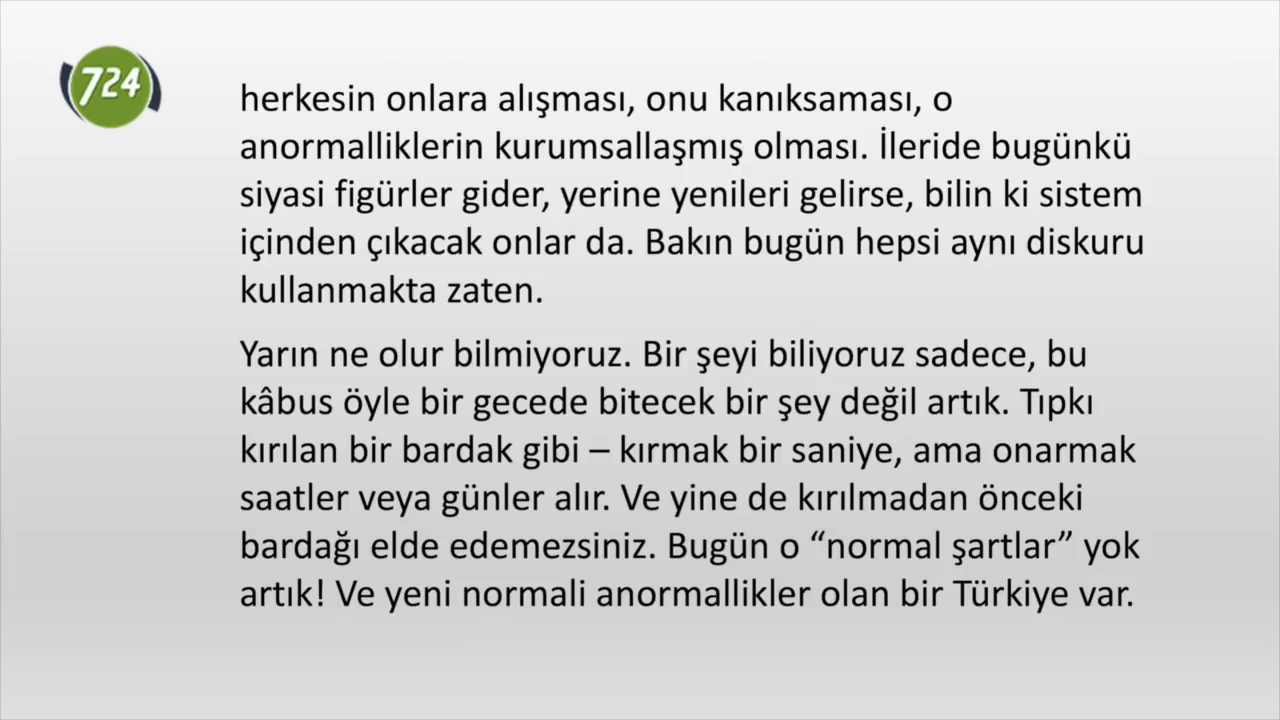 724
herkesin onlara alışması, onu kanıksaması, o
anormalliklerin kurumsallaşmış olması. İleride bugünkü
siyasi figürler gider, yerine yenileri gelirse, bilin ki sistem
içinden çıkacak onlar da. Bakın bugün hepsi aynı diskuru
kullanmakta zaten.
Yarın ne olur bilmiyoruz. Bir şeyi biliyoruz sadece, bu
kâbus öyle bir gecede bitecek bir şey değil artık. Tıpkı
kırılan bir bardak gibi – kırmak bir saniye, ama onarmak
saatler veya günler alır. Ve yine de kırılmadan önceki
bardağı elde edemezsiniz. Bugün o “normal şartlar” yok
artık! Ve yeni normali anormallikler olan bir Türkiye var.